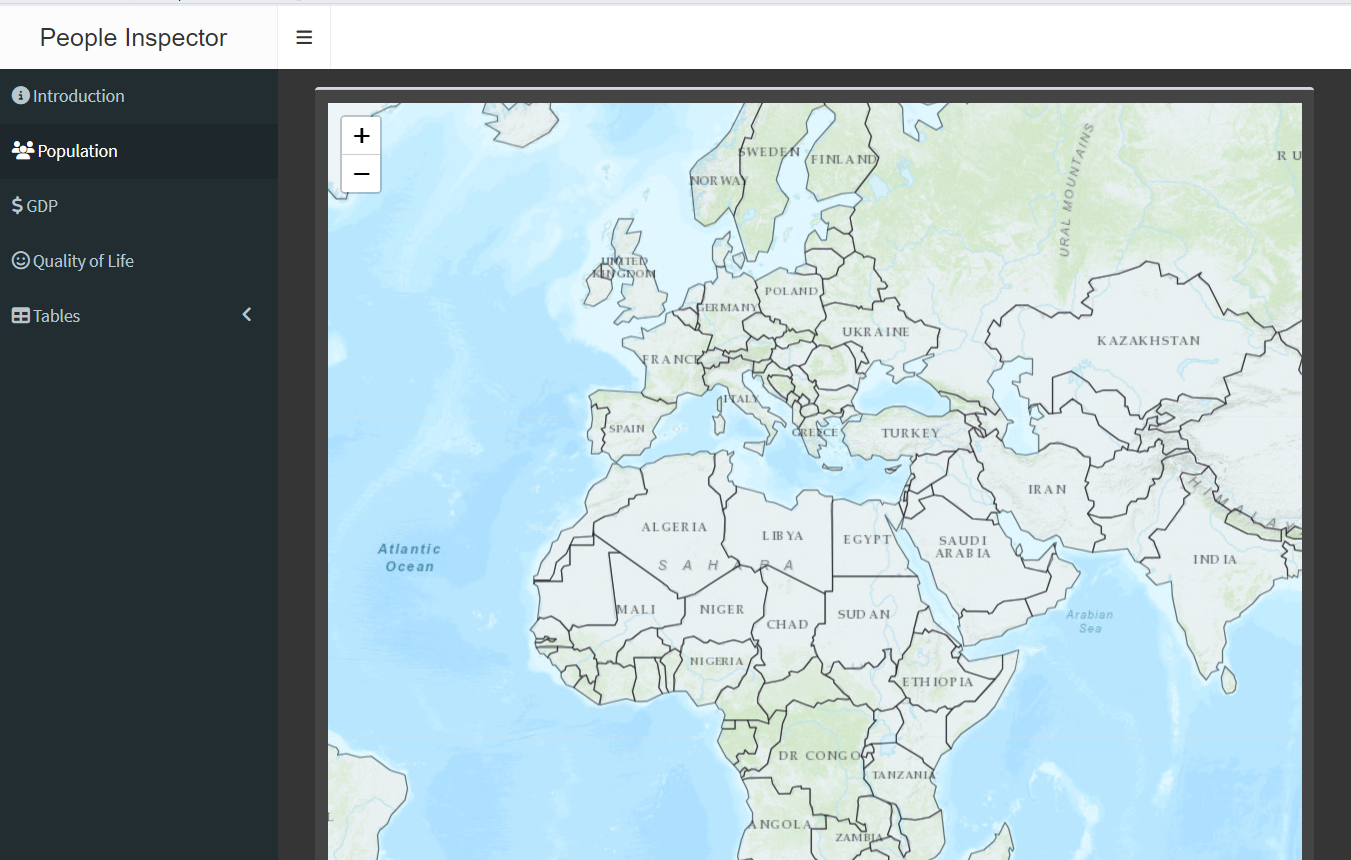 People Inspector
Introduction
Population
GDP
Quality of Life
Tables
+
−
SWEDEN
FINLAND
NORWAY
RU
URAL MOUNTAINS
UNITED
KINGDOM
POLAND
GERMANY
UKRAINE
KAZAKHSTAN
FRANCE
ITALY
SPAIN
GREECE
TURKEY
IRAN
HIMALAY
ALGERIA
LIBYA
EGYPT
SAUDI
ARABIA
Atlantic
Ocean
SAHARA
INDIA
MALI
NIGER
CHAD
SUDAN
Arabian
Sea
NIGERIA
ETHIOPIA
DR CONGO
TANZANIA
L
ANGOLA
ZAMBIA